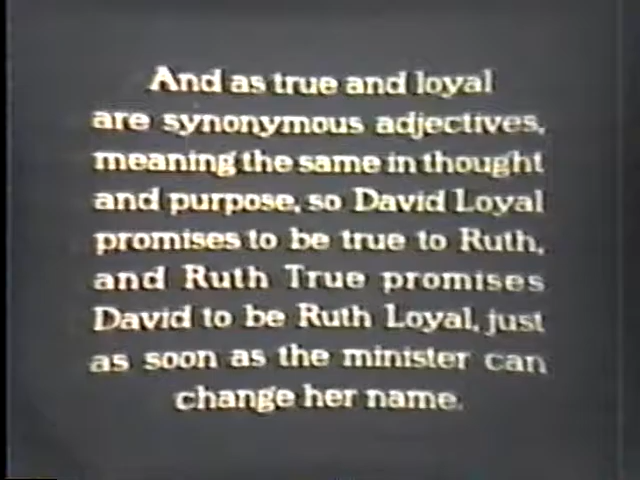 And as true and loyal
are synonymous adjectives,
meaning the same in thought
and purpose, so David Loyal
promises to be true to Ruth,
and Ruth True promises
David to be Ruth Loyal, just
as soon as the minister can
change her name.